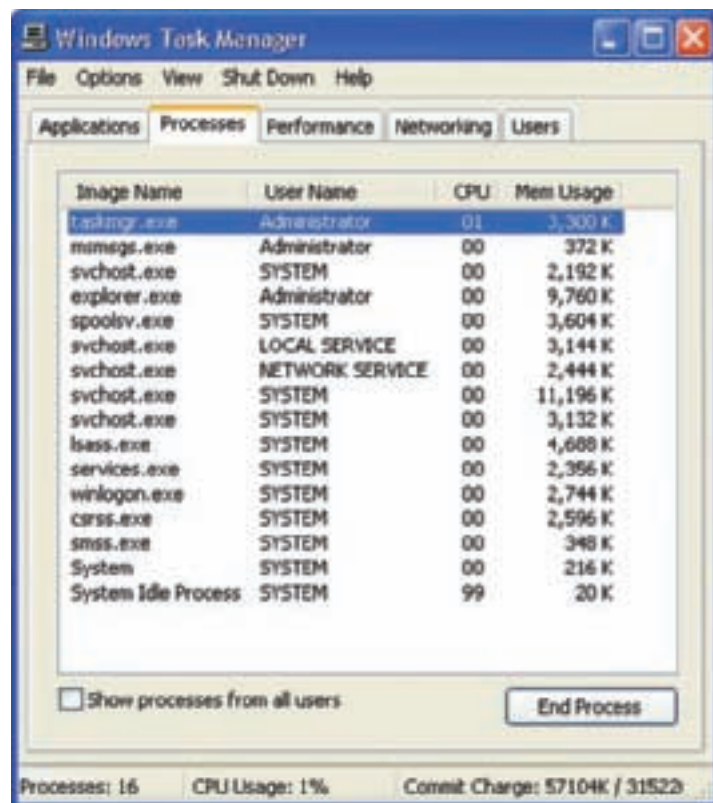 Windows Task Manager
File Options View Shut Down Help
Applications Processes Performance Networking Users
Image Name User Name CPU Mem Usage
taskmgr.exe Administrator 01 3,300 K
msmsgs.exe Administrator 00 372 K
svchost.exe SYSTEM 00 2,192 K
explorer.exe Administrator 00 9,760 K
spoolsv.exe SYSTEM 00 3,604 K
svchost.exe LOCAL SERVICE 00 3,144 K
svchost.exe NETWORK SERVICE 00 2,444 K
svchost.exe SYSTEM 00 11,196 K
svchost.exe SYSTEM 00 3,132 K
lsass.exe SYSTEM 00 4,688 K
services.exe SYSTEM 00 2,356 K
winlogon.exe SYSTEM 00 2,744 K
csrss.exe SYSTEM 00 2,596 K
smss.exe SYSTEM 00 348 K
System SYSTEM 00 216 K
System Idle Process SYSTEM 99 20 K
Show processes from all users End Process
Processes: 16 CPU Usage: 1% Commit Charge: 57104K /